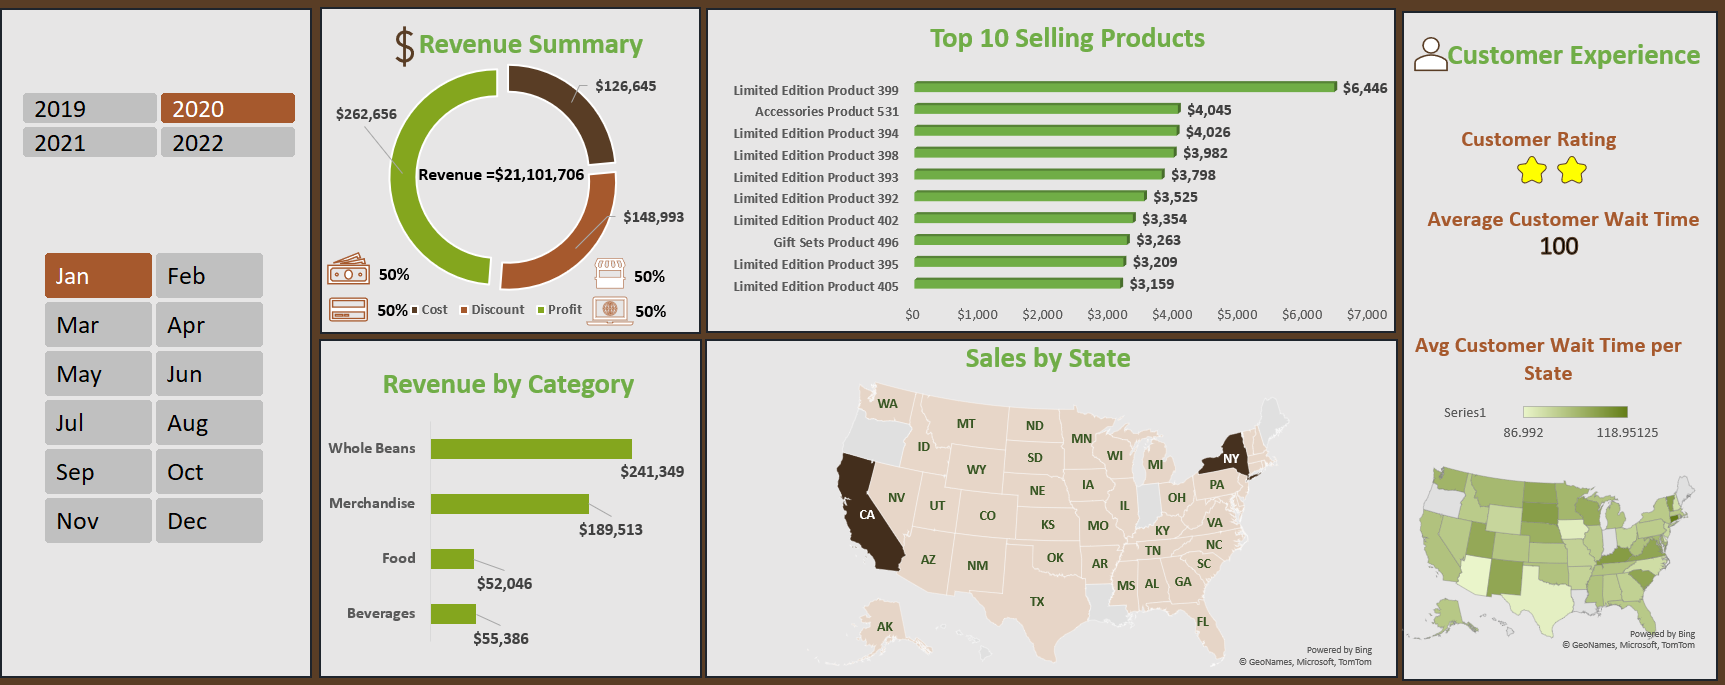 2019
2020
2021
2022
Jan
Feb
Mar
Apr
May
Jun
Jul
Aug
Sep
Oct
Nov
Dec
$ Revenue Summary
$126,645
$262,656
Revenue =$21,101,706
$148,993
50%
50%
50%
Cost
Discount
Profit
50%
Top 10 Selling Products
Limited Edition Product 399
$6,446
Accessories Product 531
$4,045
Limited Edition Product 394
$4,026
Limited Edition Product 398
$3,982
Limited Edition Product 393
$3,798
Limited Edition Product 392
$3,525
Limited Edition Product 402
$3,354
Gift Sets Product 496
$3,263
Limited Edition Product 395
$3,209
Limited Edition Product 405
$3,159
$0
$1,000
$2,000
$3,000
$4,000
$5,000
$6,000
$7,000
Customer Experience
Customer Rating
Average Customer Wait Time
100
Avg Customer Wait Time per
State
Series1
86.992
118.95125
Powered by Bing
© GeoNames, Microsoft, TomTom
Revenue by Category
Whole Beans
$241,349
Merchandise
$189,513
Food
$52,046
Beverages
$55,386
Sales by State
WA
MT
ND
MN
ID
SD
WI
MI
NY
WY
NV
UT
NE
IA
PA
CA
CO
IL
OH
KS
MO
KY
VA
AZ
NM
OK
AR
TN
NC
SC
MS
AL
GA
TX
FL
AK
Powered by Bing
© GeoNames, Microsoft, TomTom